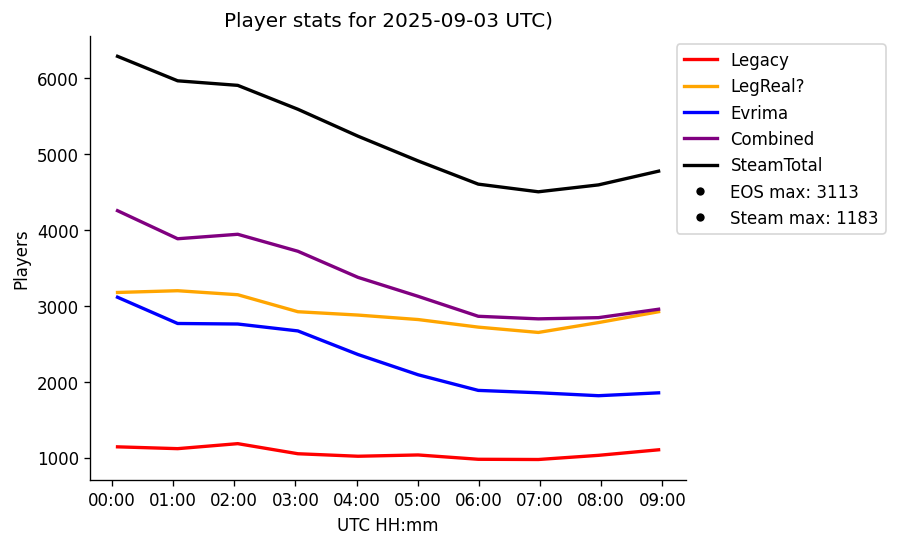 Player stats for 2025-09-03 UTC)
Legacy
LegReal?
Evrima
Combined
SteamTotal
EOS max: 3113
Steam max: 1183
Players
6000
5000
4000
3000
2000
1000
00:00 01:00 02:00 03:00 04:00 05:00 06:00 07:00 08:00 09:00
UTC HH:mm